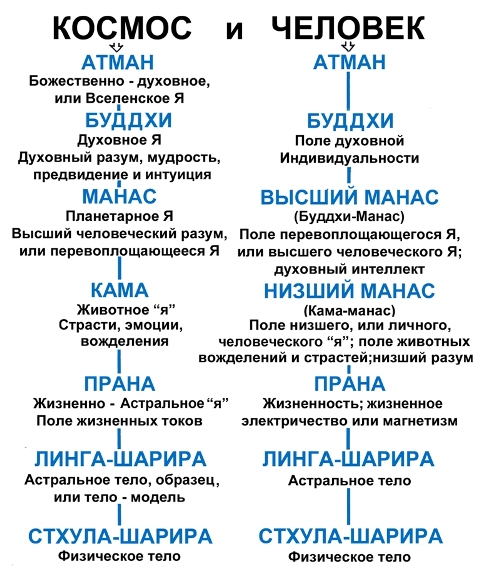 КОСМОС и ЧЕЛОВЕК
АТМАН
Божественно - духовное,
или Вселенское Я
БУДДХИ
Духовное Я
Духовный разум, мудрость,
предвидение и интуиция
МАНАС
Планетарное Я
Высший человеческий разум,
или перевоплощающееся Я
КАМА
Животное “я”
Страсти, эмоции,
вожделения
ПРАНА
Жизненно - Астральное “я”
Поле жизненных токов
ЛИНГА-ШАРИРА
Астральное тело, образец,
или тело - модель
СТХУЛА-ШАРИРА
Физическое тело
АТМАН
БУДДХИ
Поле духовной
Индивидуальности
ВЫСШИЙ МАНАС
(Буддхи-Манас)
Поле перевоплощающегося Я,
или высшего человеческого Я;
духовный интеллект
НИЗШИЙ МАНАС
(Кама-манас)
Поле низшего, или личного,
человеческого “я”; поле животных
вожделений и страстей;низший разум
ПРАНА
Жизненность; жизненное
электричество или магнетизм
ЛИНГА-ШАРИРА
Астральное тело
СТХУЛА-ШАРИРА
Физическое тело